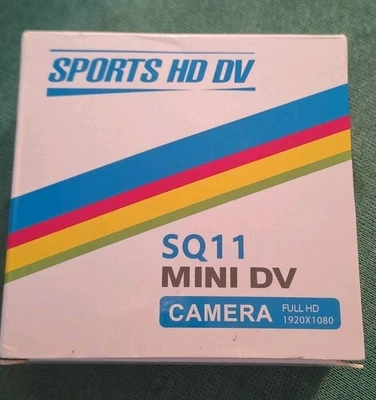 SPORTS HD DV
SQ11
MINI DV
CAMERA FULL HD
1920X1080